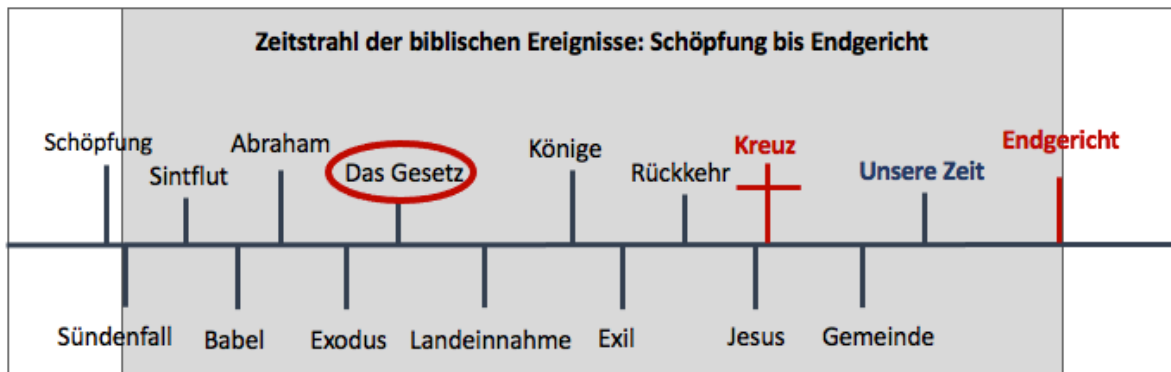 Zeitstrahl der biblischen Ereignisse: Schöpfung bis Endgericht
Schöpfung
Sintflut
Abraham
Das Gesetz
Könige
Rückkehr
Kreuz
Unsere Zeit
Endgericht
Sündenfall
Babel
Exodus
Landeinnahme
Exil
Jesus
Gemeinde